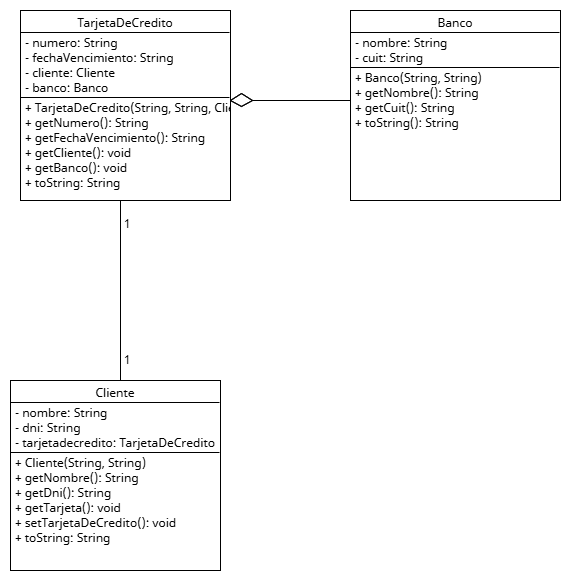 TarjetaDeCredito
- numero: String
- fechaVencimiento: String
- cliente: Cliente
- banco: Banco
+ TarjetaDeCredito(String, String, Clie
+ getNumero(): String
+ getFechaVencimiento(): String
+ getCliente(): void
+ getBanco(): void
+ toString: String
Banco
- nombre: String
- cuit: String
+ Banco(String, String)
+ getNombre(): String
+ getCuit(): String
+ toString(): String
1
1
Cliente
- nombre: String
- dni: String
- tarjetadecredito: TarjetaDeCredito
+ Cliente(String, String)
+ getNombre(): String
+ getDni(): String
+ getTarjeta(): void
+ setTarjetaDeCredito(): void
+ toString: String